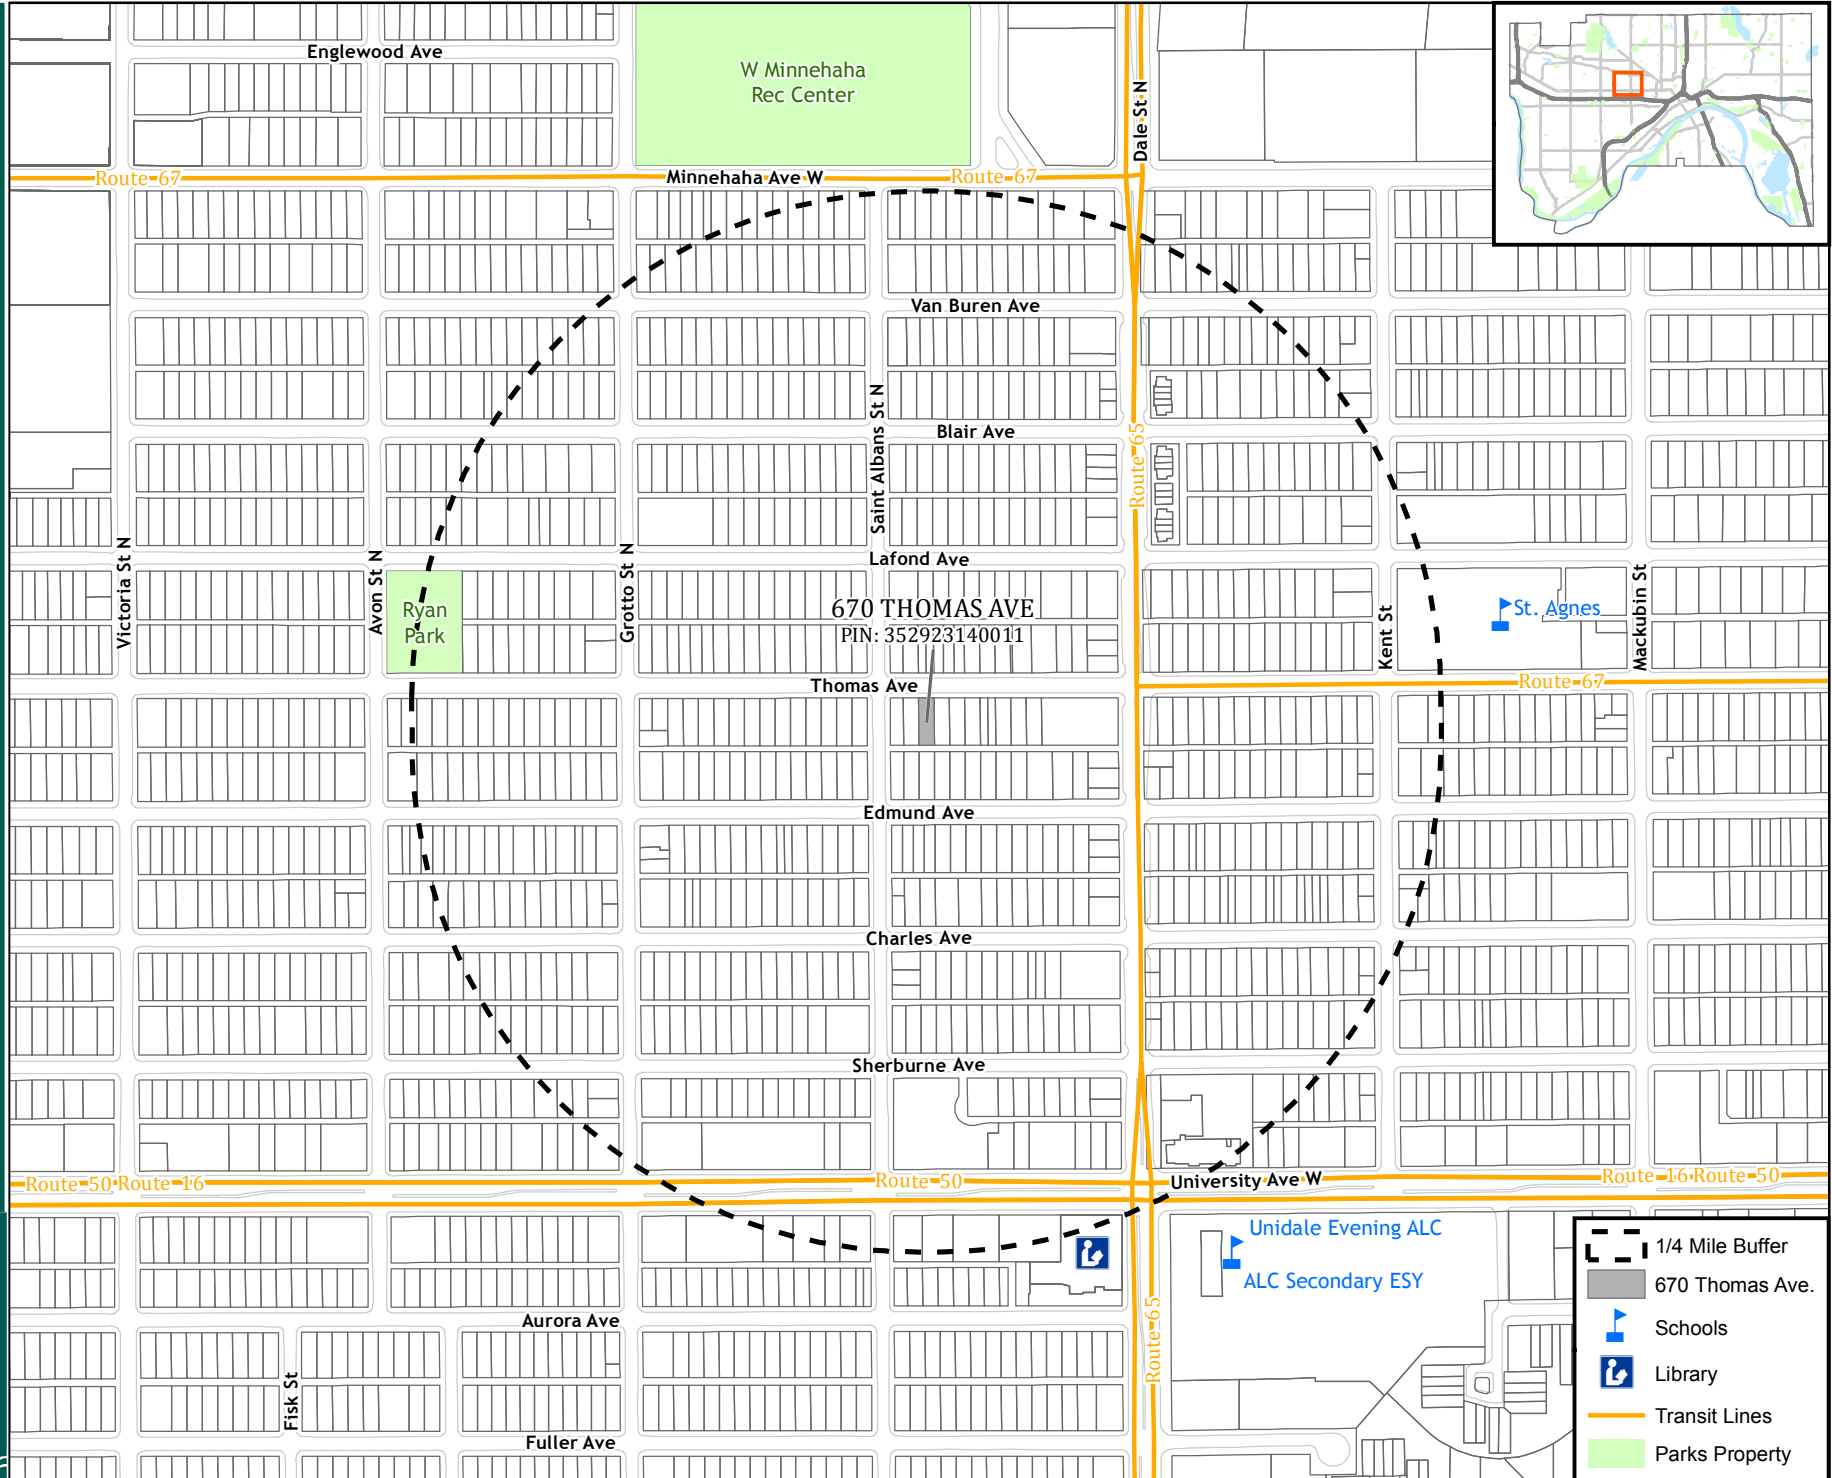 Englewood Ave
W Minnehaha
Rec Center
Dale St N
Route 67
Minnehaha Ave W
Route 67
Van Buren Ave
Saint Albans St N
Blair Ave
Route 65
Victoria St N
Avon St N
Grotto St N
Lafond Ave
Ryan
Park
670 THOMAS AVE
PIN: 352923140011
Kent St
St. Agnes
Mackubin St
Thomas Ave
Route 67
Edmund Ave
Charles Ave
Sherburne Ave
Route 50 Route 16
Route 50
University Ave W
Route 16 Route 50
Unidale Evening ALC
ALC Secondary ESY
Aurora Ave
Route 65
Fisk St
Fuller Ave
1/4 Mile Buffer
670 Thomas Ave.
Schools
Library
Transit Lines
Parks Property